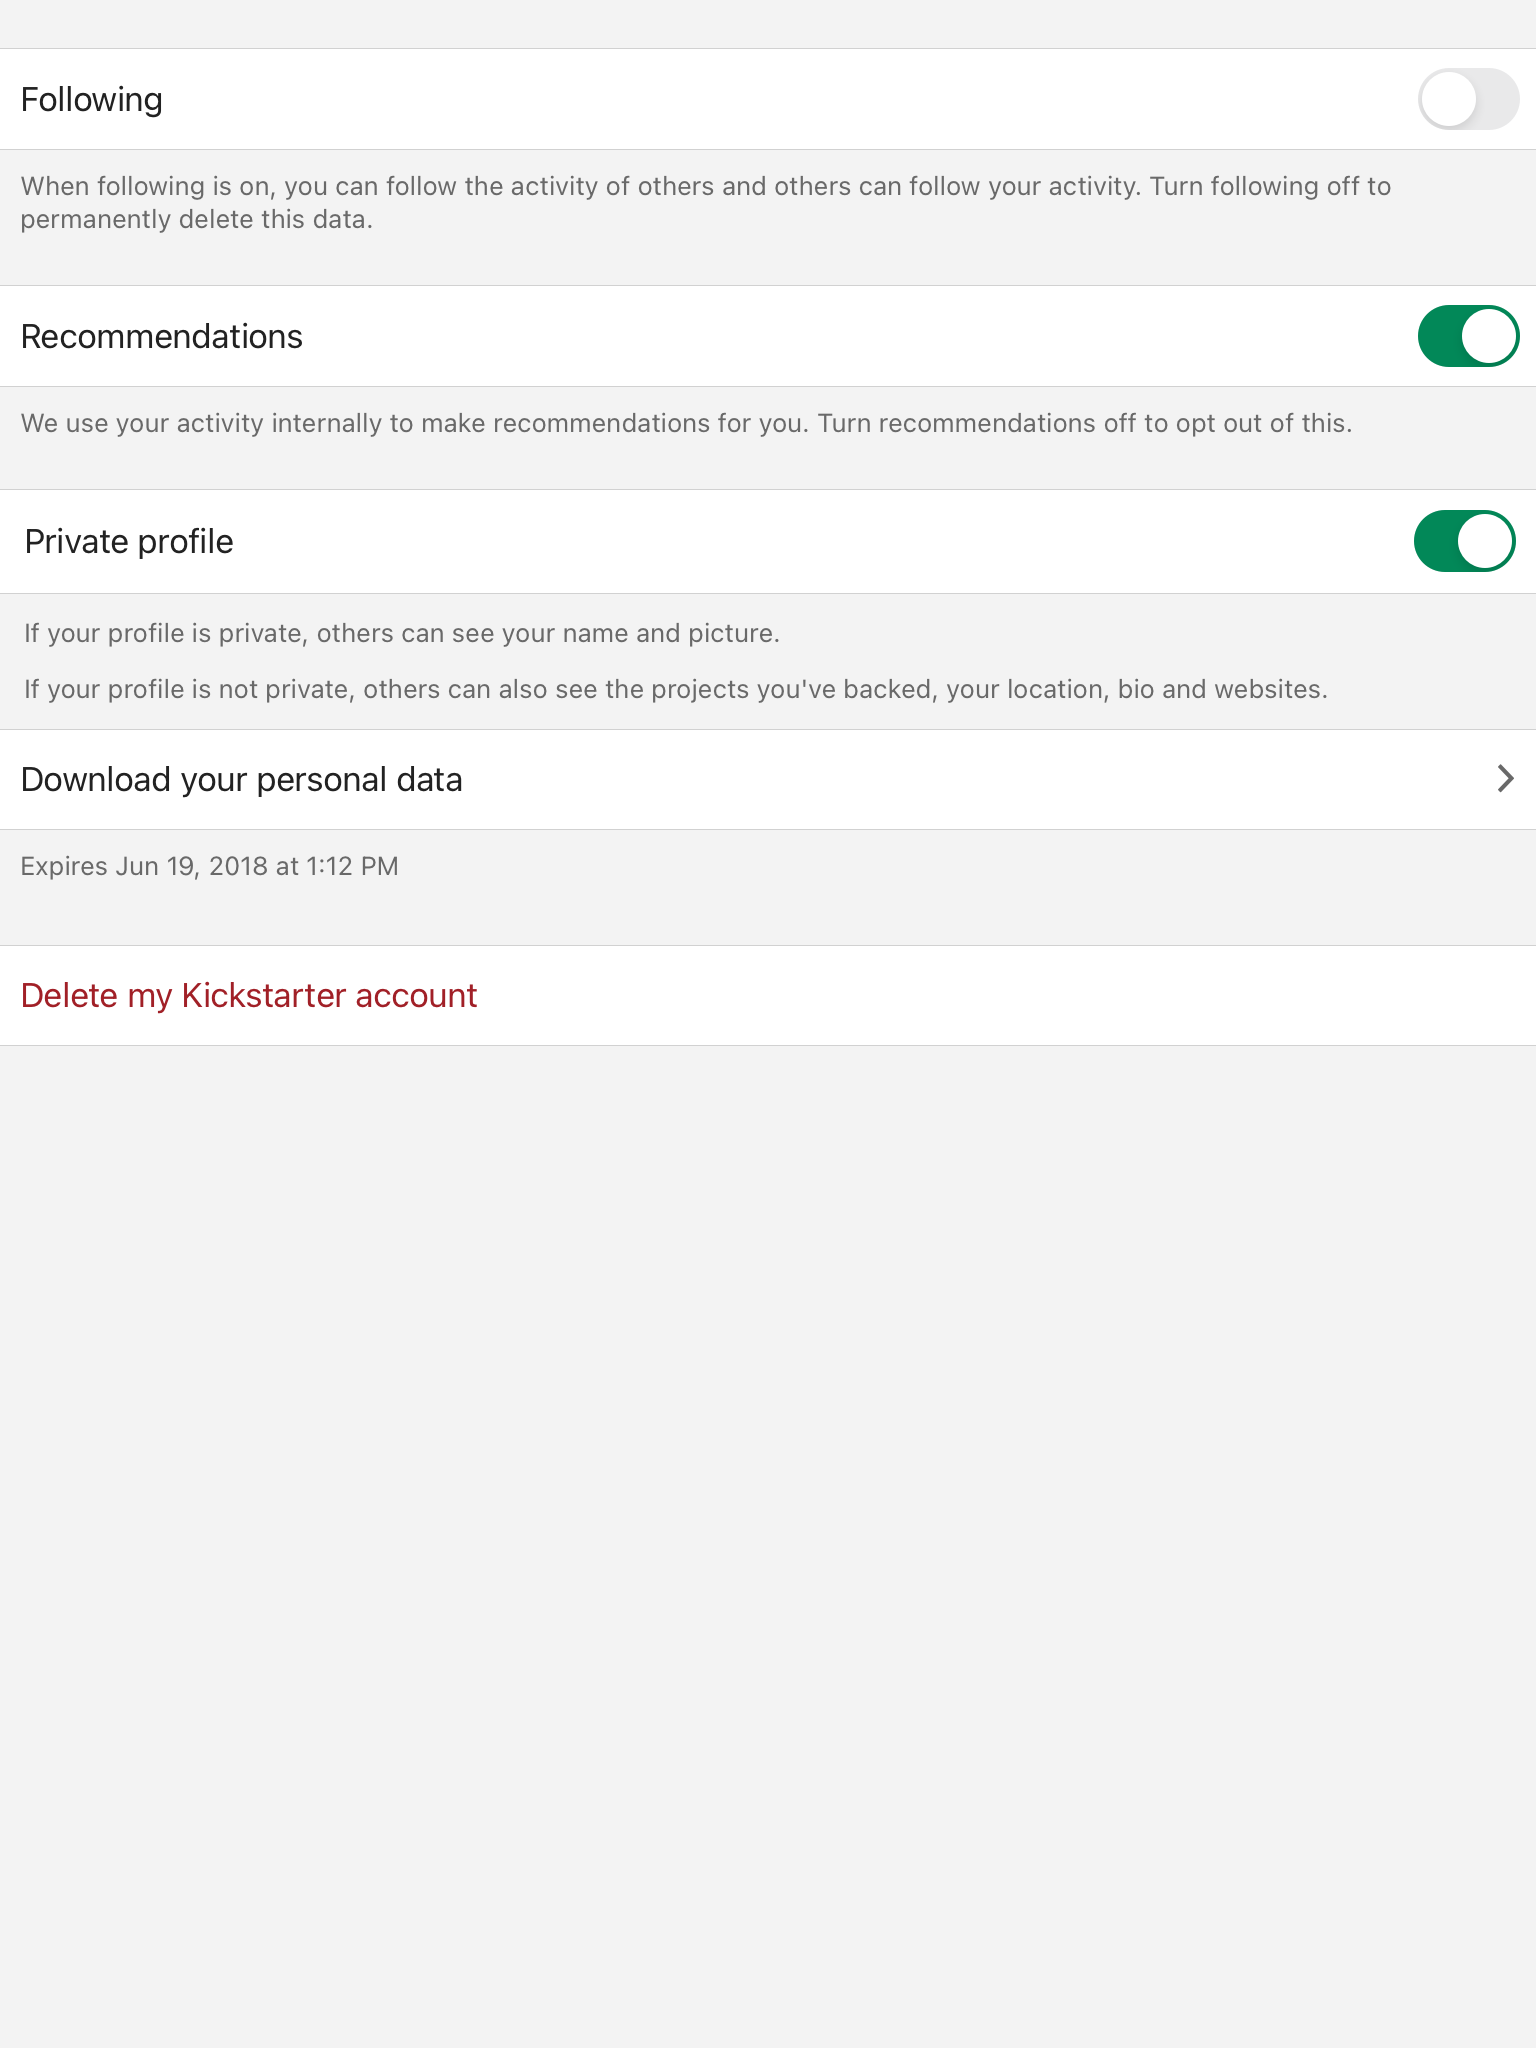 Following
When following is on, you can follow the activity of others and others can follow your activity. Turn following off to
permanently delete this data.
Recommendations
We use your activity internally to make recommendations for you. Turn recommendations off to opt out of this.
Private profile
If your profile is private, others can see your name and picture.
If your profile is not private, others can also see the projects you've backed, your location, bio and websites.
Download your personal data
Expires Jun 19, 2018 at 1:12 PM
Delete my Kickstarter account